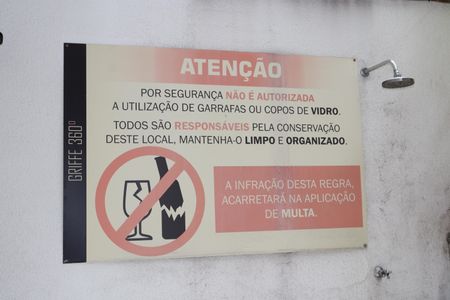 ATENÇÃO
POR SEGURANÇA NÃO É AUTORIZADA
A UTILIZAÇÃO DE GARRAFAS OU COPOS DE VIDRO.
TODOS SÃO RESPONSÁVEIS PELA CONSERVAÇÃO
DESTE LOCAL, MANTENHA-O LIMPO E ORGANIZADO.
GRIFFE 360º
A INFRAÇÃO DESTA REGRA,
ACARRETARÁ NA APLICAÇÃO
DE MULTA.